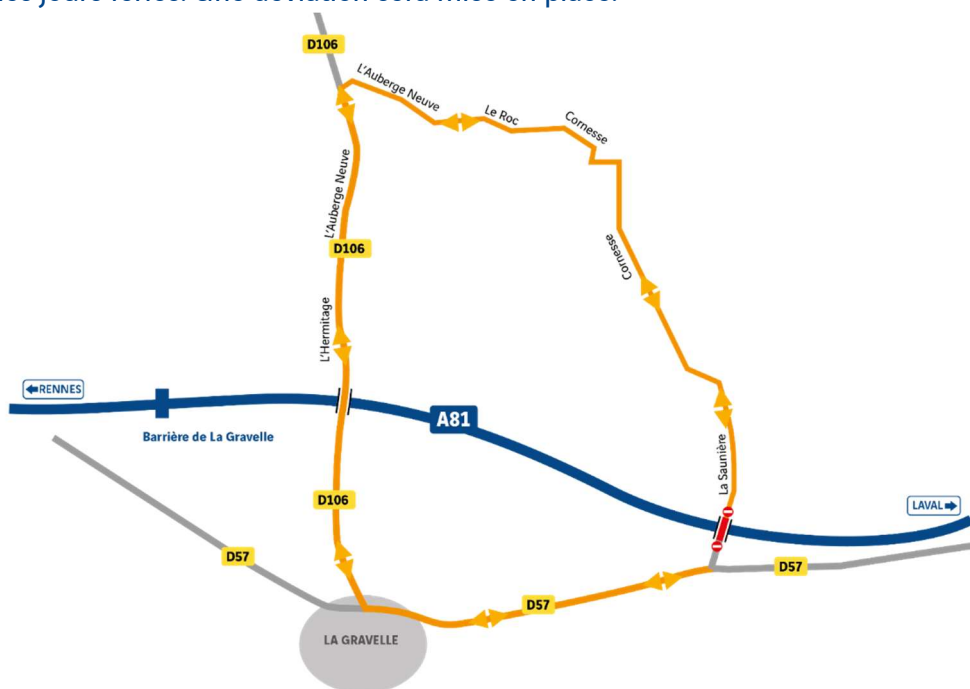 D106
L'Auberge Neuve
Le Roc
Cornesse
L'Auberge Neuve
D106
Cornesse
L'Hermitage
RENNES
A81
Barrière de La Gravelle
La Saunière
D106
LAVAL
D57
D57
D57
LA GRAVELLE